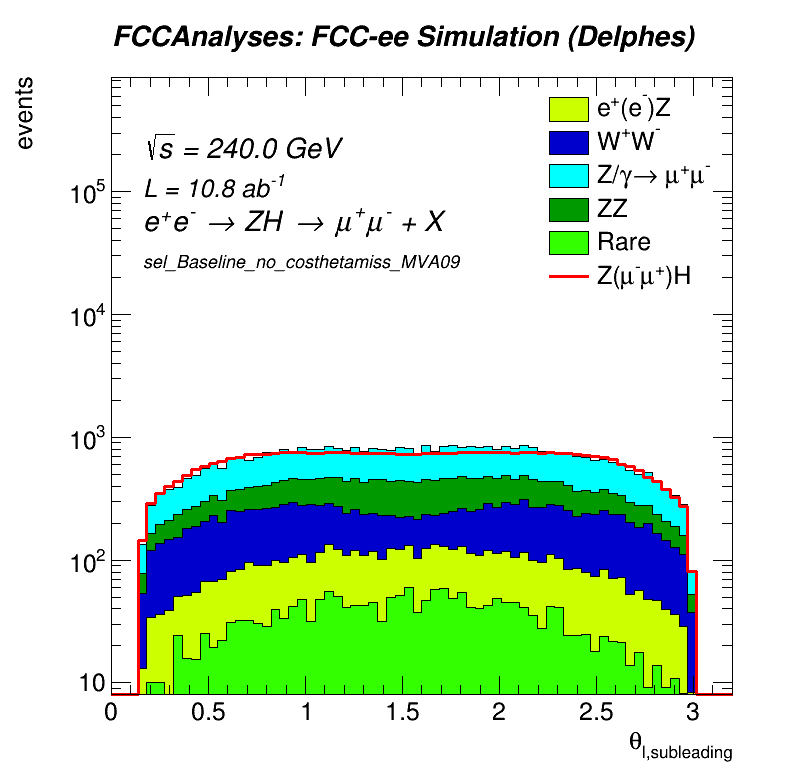 FCCAnalyses: FCC-ee Simulation (Delphes)
events
√s = 240.0 GeV
L = 10.8 ab⁻¹
e⁺e⁻ → ZH → μ⁺μ⁻ + X
sel_Baseline_no_costhetamiss_MVA09
e⁺(e⁻)Z
W⁺W⁻
Z/γ→ μ⁺μ⁻
ZZ
Rare
Z(μ⁻μ⁺)H
10⁵
10⁴
10³
10²
10
0 0.5 1 1.5 2 2.5 3
θl,subleading